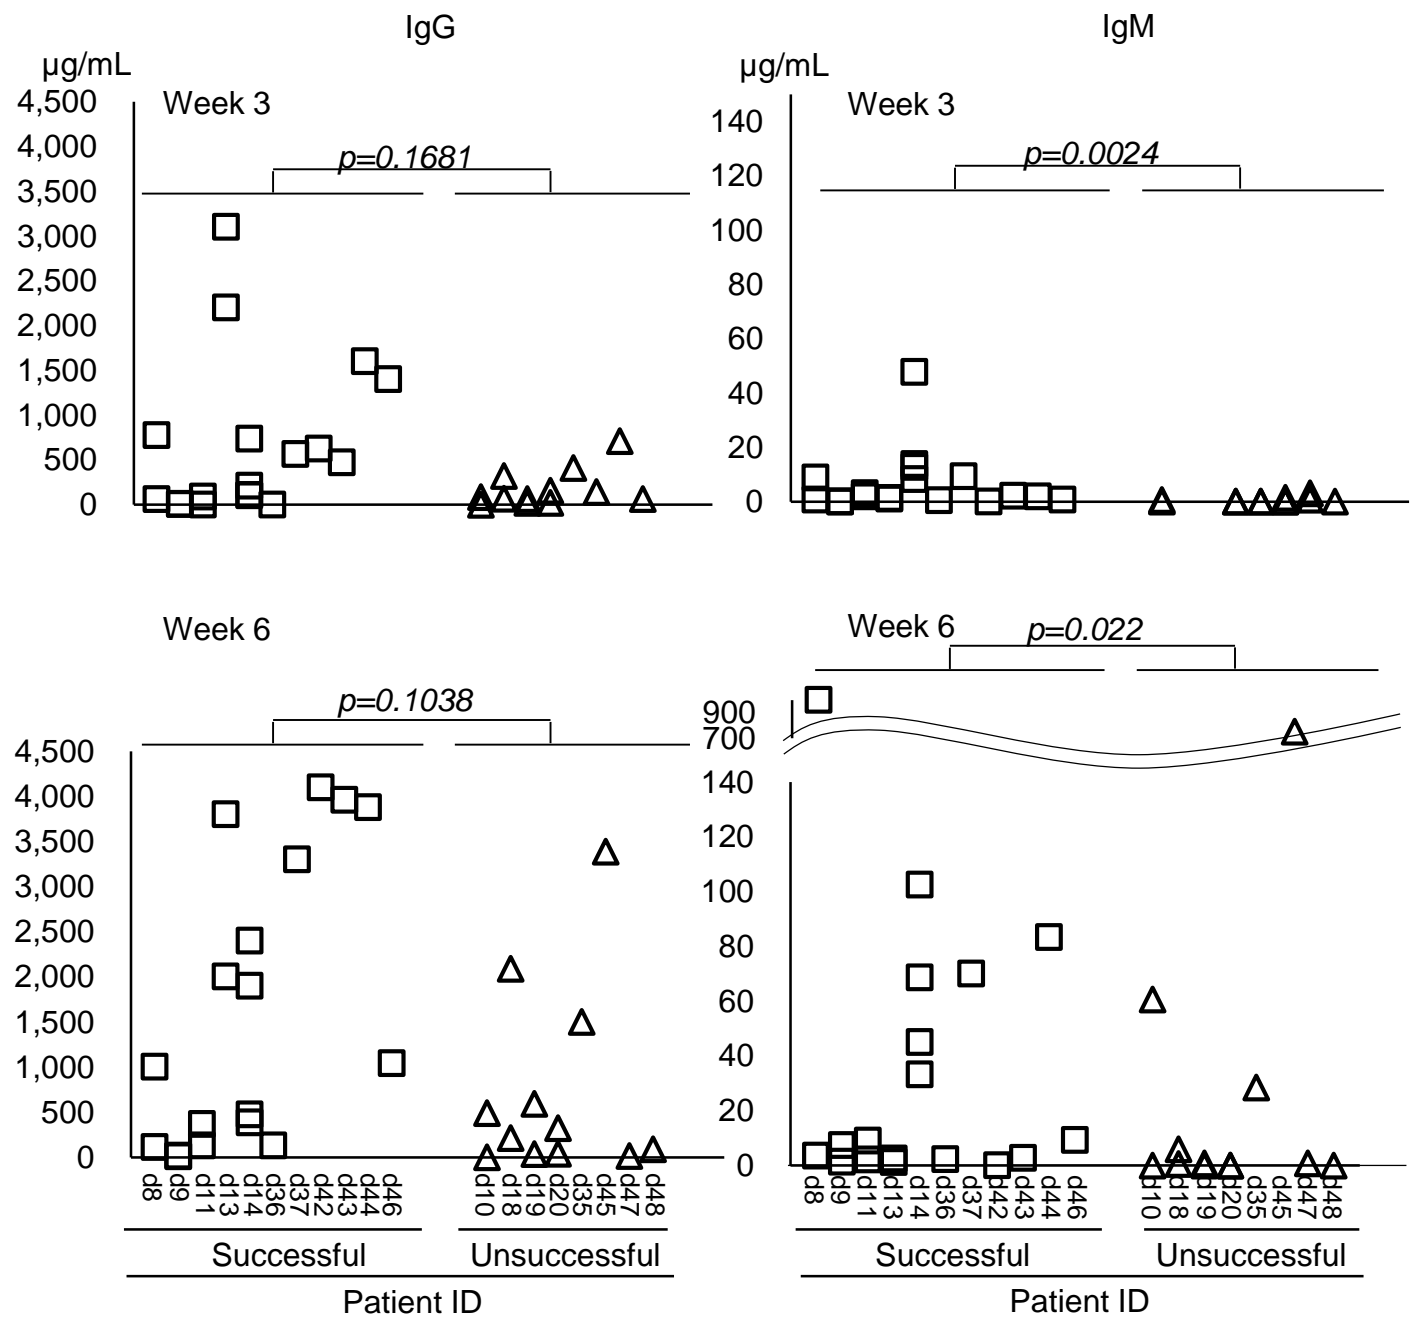 IgG
µg/mL
Week 3
4,500
4,000
3,500
3,000
2,500
2,000
1,500
1,000
500
0
p=0.1681
IgM
µg/mL
Week 3
140
120
100
80
60
40
20
0
p=0.0024
Week 6
p=0.1038
4,500
4,000
3,500
3,000
2,500
2,000
1,500
1,000
500
0
d8 d9 d11 d13 d14 d36 d37 d42 d43 d44 d46 d10 d18 d19 d20 d35 d45 d47 d48
Successful Unsuccessful
Patient ID
Week 6
p=0.022
900
700
140
120
100
80
60
40
20
0
d8 d9 d11 d13 d14 d36 d37 d42 d43 d44 d46 d10 d18 d19 d20 d35 d45 d47 d48
Successful Unsuccessful
Patient ID